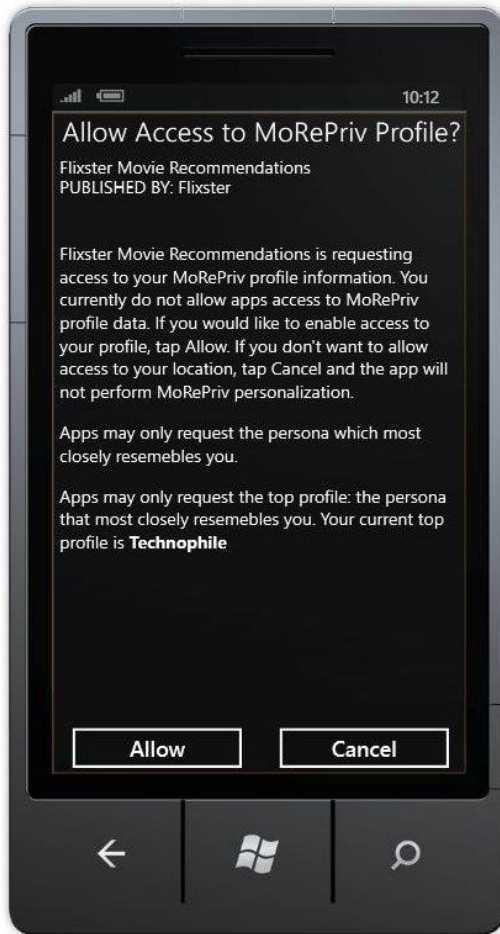 10:12
Allow Access to MoRePriv Profile?
Flixster Movie Recommendations
PUBLISHED BY: Flixster
Flixster Movie Recommendations is requesting
access to your MoRePriv profile information. You
currently do not allow apps access to MoRePriv
profile data. If you would like to enable access to
your profile, tap Allow. If you don't want to allow
access to your location, tap Cancel and the app will
not perform MoRePriv personalization.
Apps may only request the persona which most
closely resemebles you.
Apps may only request the top profile: the persona
that most closely resemebles you. Your current top
profile is Technophile
Allow
Cancel